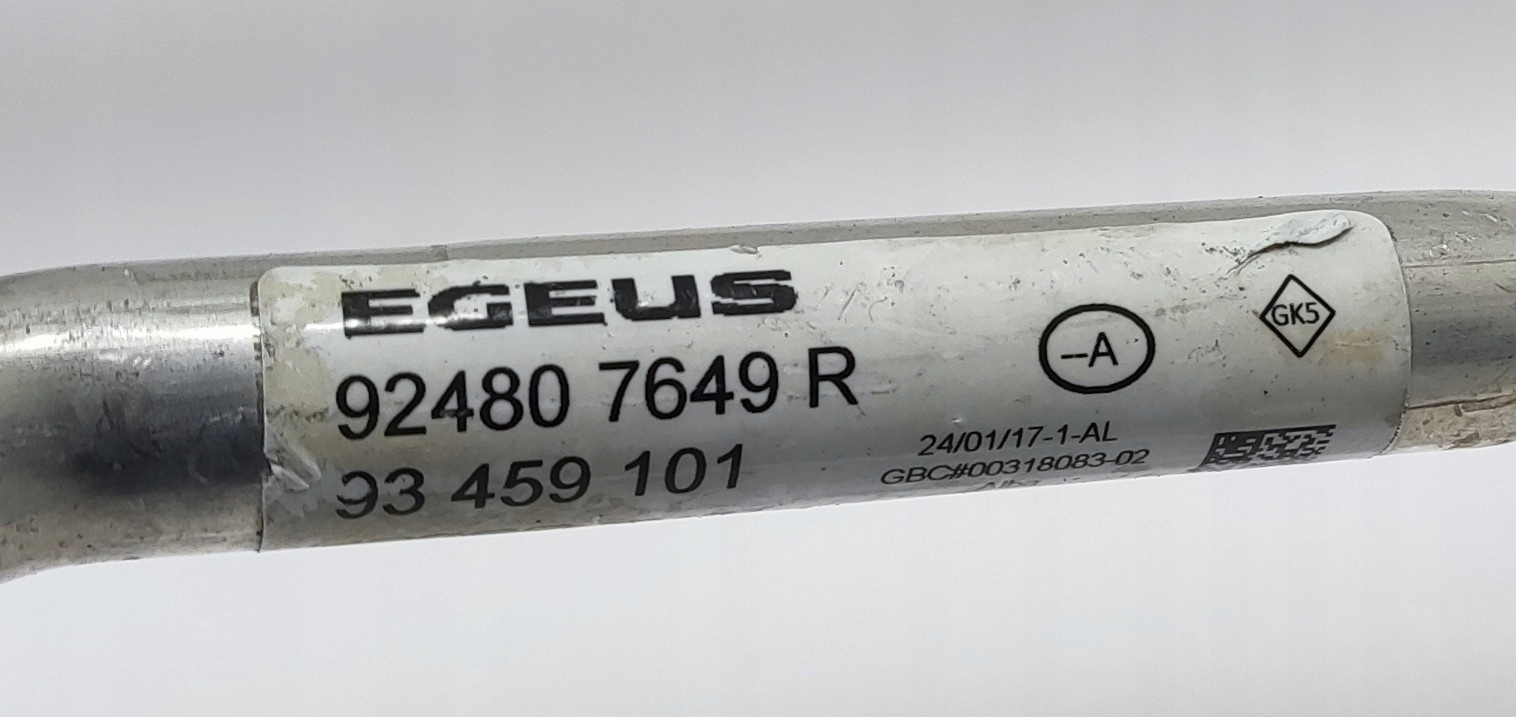 EGEUS
92480 7649 R
93 459 101
--A
GK5
24/01/17-1-AL
GBC#00318083-02